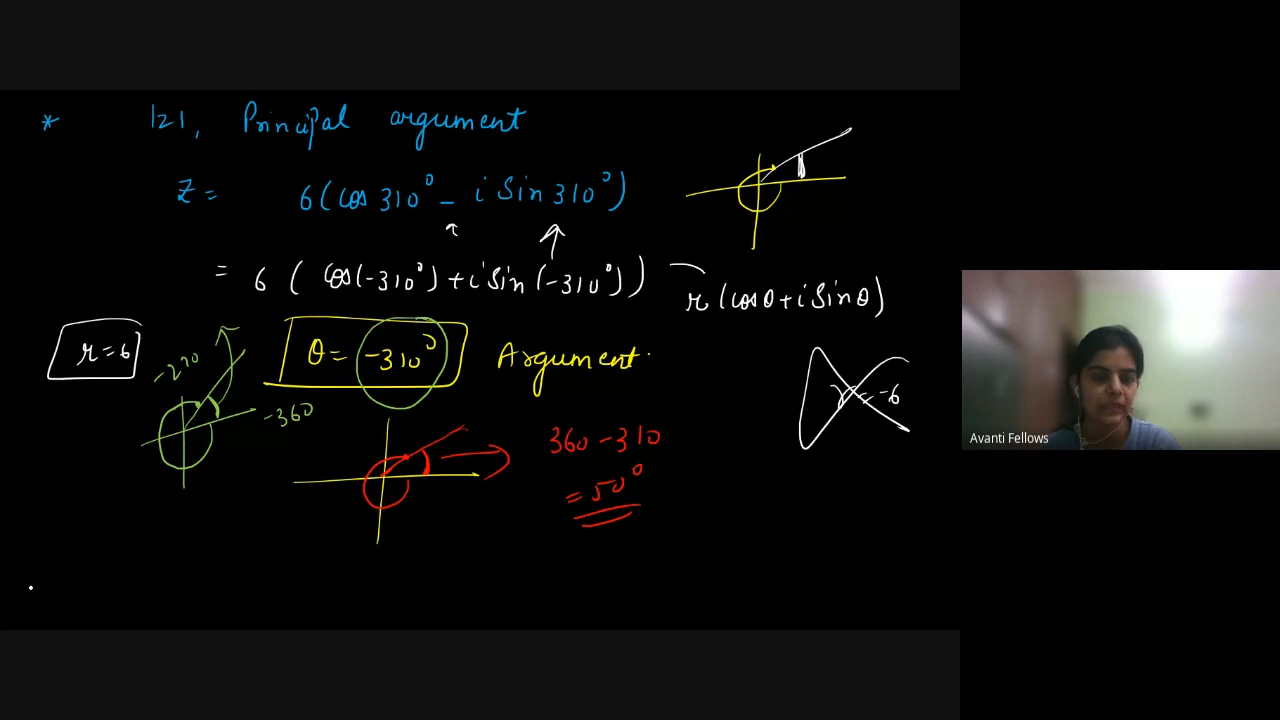 * |z|, Principal argument
Z = 6(cos 310° - i Sin 310°)
= 6 ( cos(-310°) + i Sin (-310°) )
r (cosθ + i Sinθ)
r = 6
θ = -310° Argument.
-270
-360
r = -6
360 - 310
= 50°
Avanti Fellows